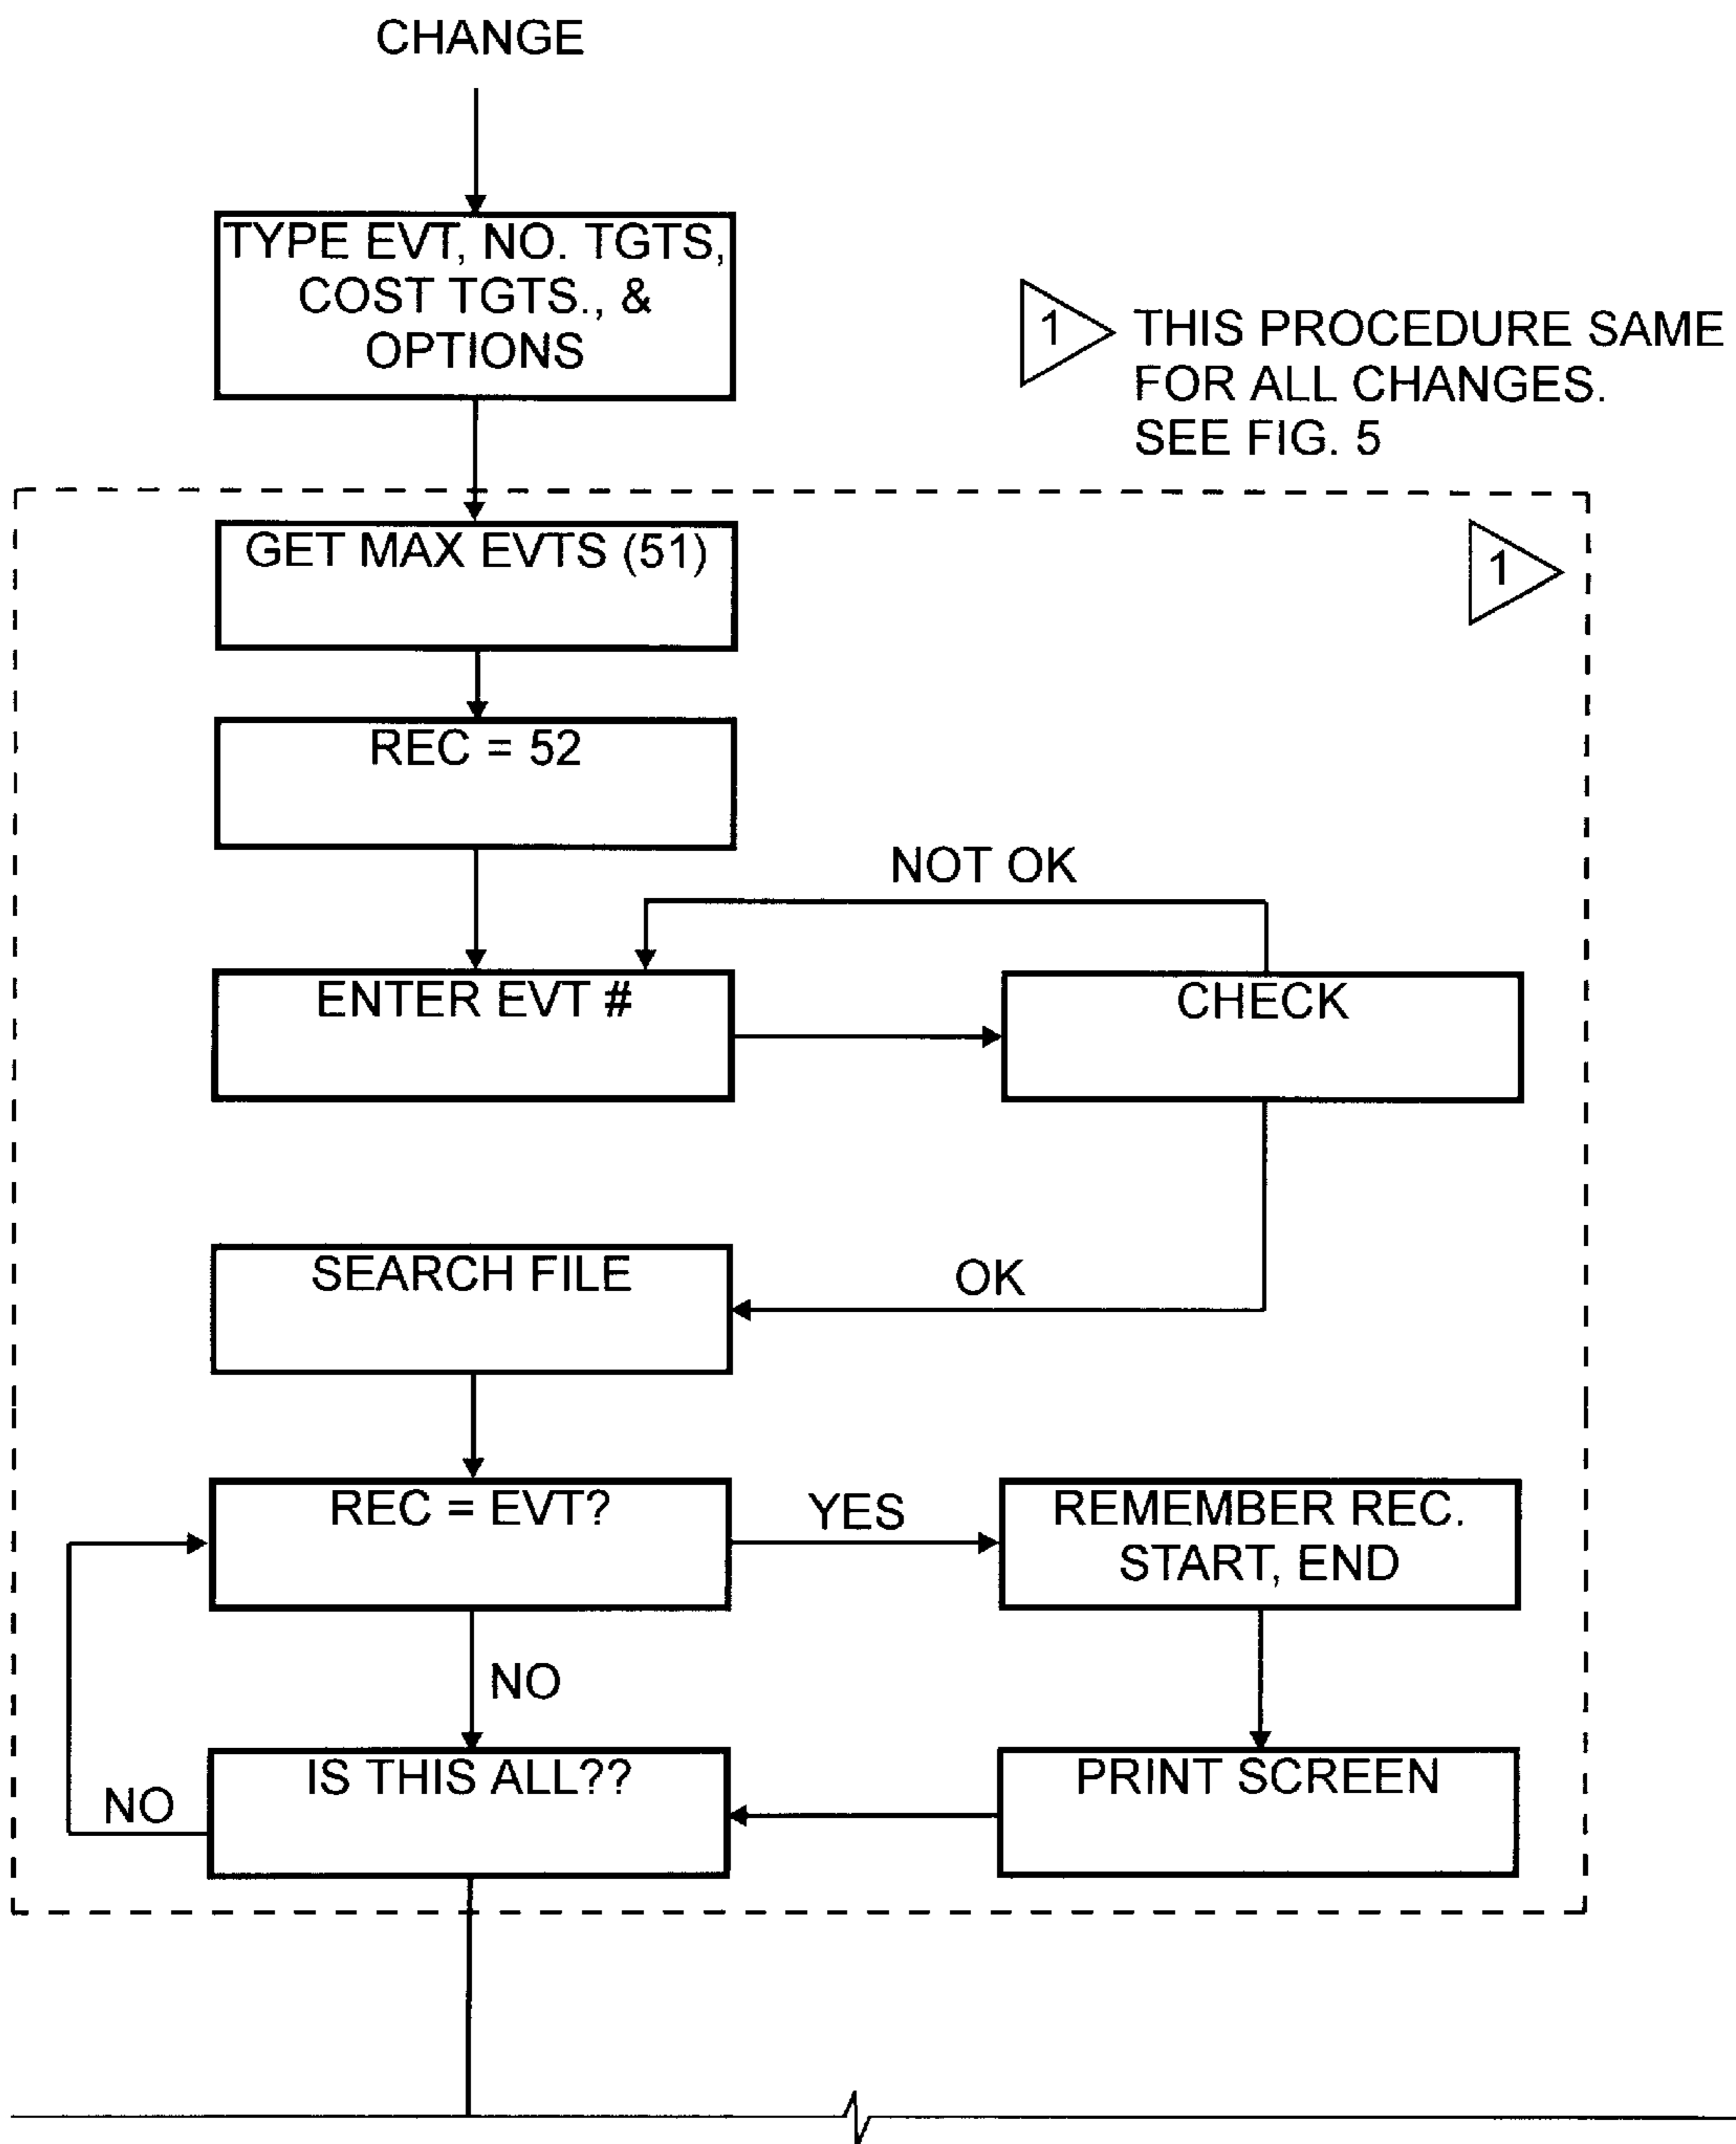 CHANGE
TYPE EVT, NO. TGTS,
COST TGTS., &
OPTIONS
1
THIS PROCEDURE SAME
FOR ALL CHANGES.
SEE FIG. 5
GET MAX EVTS (51)
1
REC = 52
NOT OK
ENTER EVT #
CHECK
SEARCH FILE
OK
REC = EVT?
YES
REMEMBER REC.
START, END
NO
IS THIS ALL??
PRINT SCREEN
NO